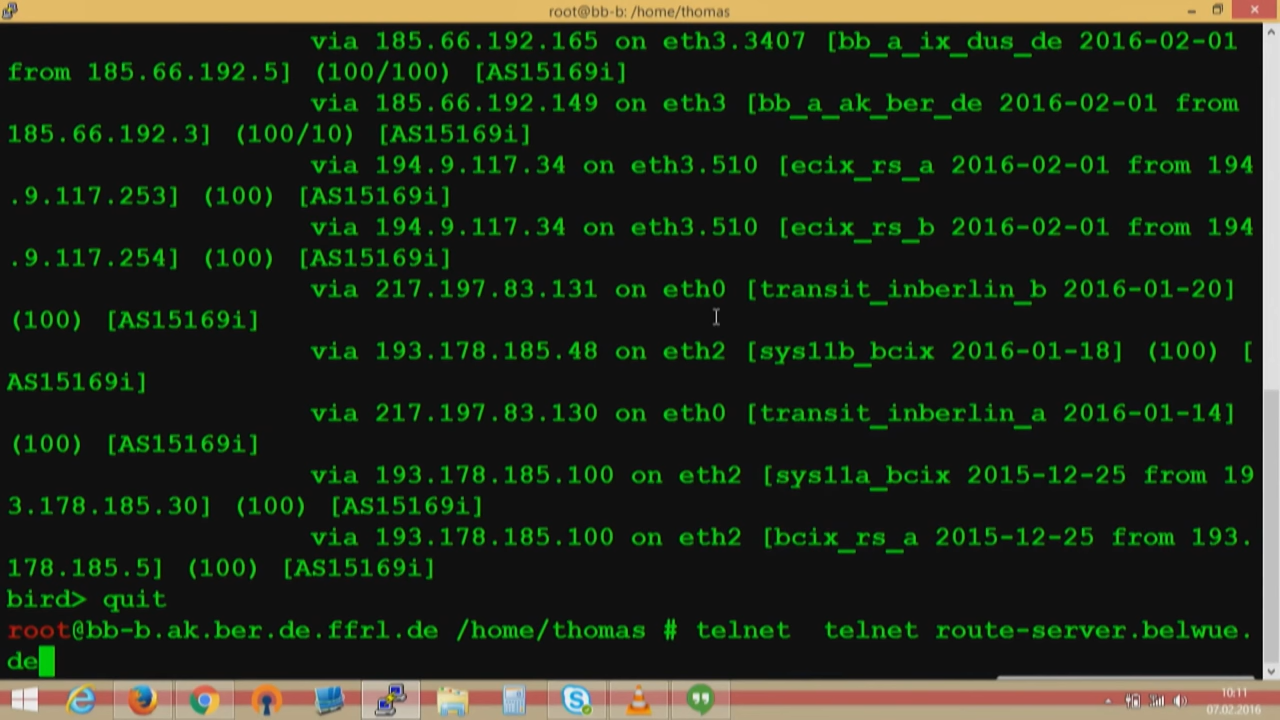 root@bb-b: /home/thomas
via 185.66.192.165 on eth3.3407 [bb_a_ix_dus_de 2016-02-01
from 185.66.192.5] (100/100) [AS15169i]
via 185.66.192.149 on eth3 [bb_a_ak_ber_de 2016-02-01 from
185.66.192.3] (100/10) [AS15169i]
via 194.9.117.34 on eth3.510 [ecix_rs_a 2016-02-01 from 194
.9.117.253] (100) [AS15169i]
via 194.9.117.34 on eth3.510 [ecix_rs_b 2016-02-01 from 194
.9.117.254] (100) [AS15169i]
via 217.197.83.131 on eth0 [transit_inberlin_b 2016-01-20]
(100) [AS15169i]
via 193.178.185.48 on eth2 [sys11b_bcix 2016-01-18] (100) [
AS15169i]
via 217.197.83.130 on eth0 [transit_inberlin_a 2016-01-14]
(100) [AS15169i]
via 193.178.185.100 on eth2 [sys11a_bcix 2015-12-25 from 19
3.178.185.30] (100) [AS15169i]
via 193.178.185.100 on eth2 [bcix_rs_a 2015-12-25 from 193.
178.185.5] (100) [AS15169i]
bird> quit
root@bb-b.ak.ber.de.ffrl.de /home/thomas # telnet  telnet route-server.belwue.
de
10:11
07.02.2016